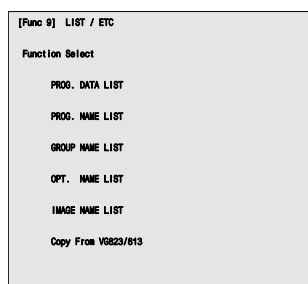 [Func 9] LIST / ETC
Function Select
PROG. DATA LIST
PROG. NAME LIST
GROUP NAME LIST
OPT. NAME LIST
IMAGE NAME LIST
Copy From VG823/813